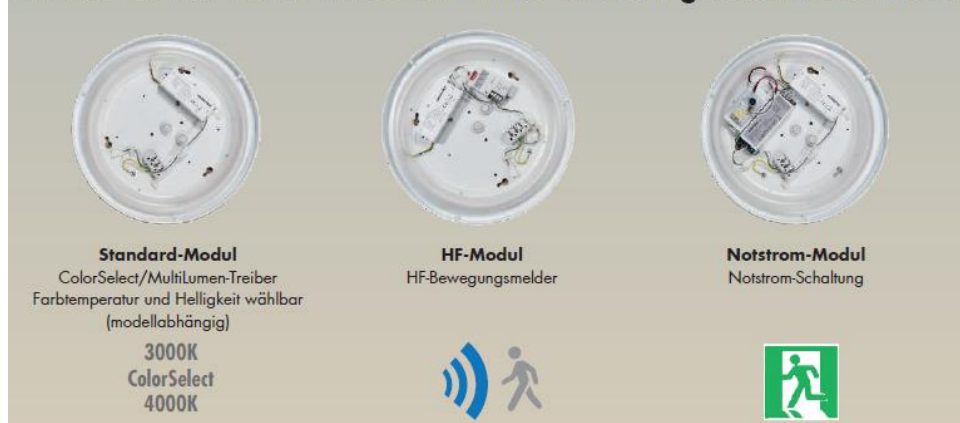 Standard-Modul
ColorSelect/MultiLumen-Treiber
Farbtemperatur und Helligkeit wählbar
(modellabhängig)
3000K
ColorSelect
4000K
HF-Modul
HF-Bewegungsmelder
Notstrom-Modul
Notstrom-Schaltung